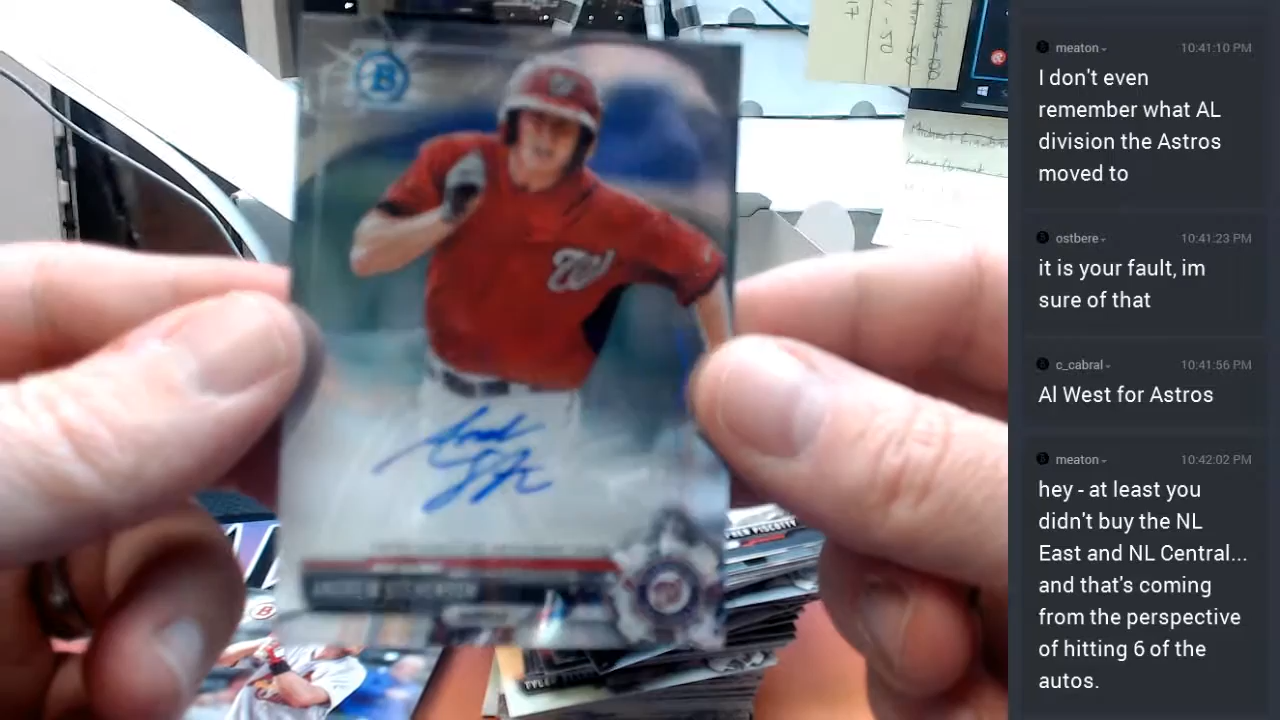 B
W
W
ANDREW STEVENSON
meaton
10:41:10 PM
I don't even
remember what AL
division the Astros
moved to
ostbere
10:41:23 PM
it is your fault, im
sure of that
c_cabral
10:41:56 PM
Al West for Astros
meaton
10:42:02 PM
hey - at least you
didn't buy the NL
East and NL Central...
and that's coming
from the perspective
of hitting 6 of the
autos.